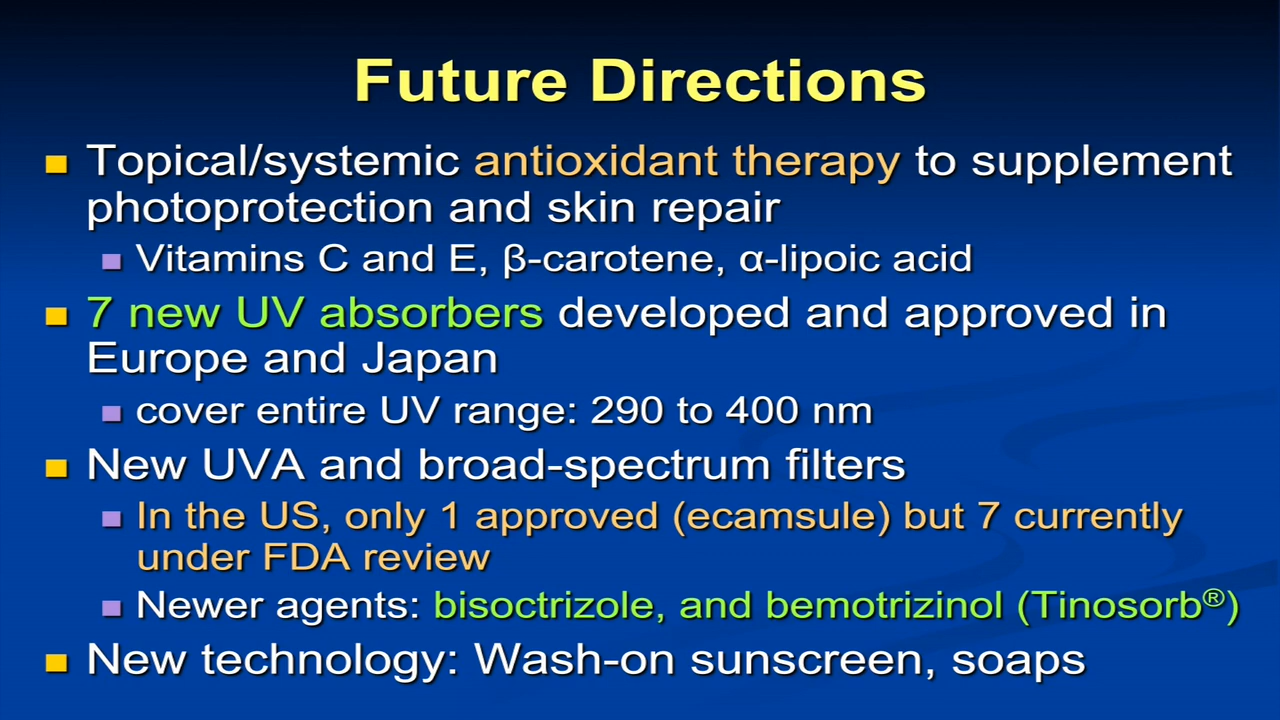 Future Directions
Topical/systemic antioxidant therapy to supplement
photoprotection and skin repair
Vitamins C and E, β-carotene, α-lipoic acid
7 new UV absorbers developed and approved in
Europe and Japan
cover entire UV range: 290 to 400 nm
New UVA and broad-spectrum filters
In the US, only 1 approved (ecamsule) but 7 currently
under FDA review
Newer agents: bisoctrizole, and bemotrizinol (Tinosorb®)
New technology: Wash-on sunscreen, soaps